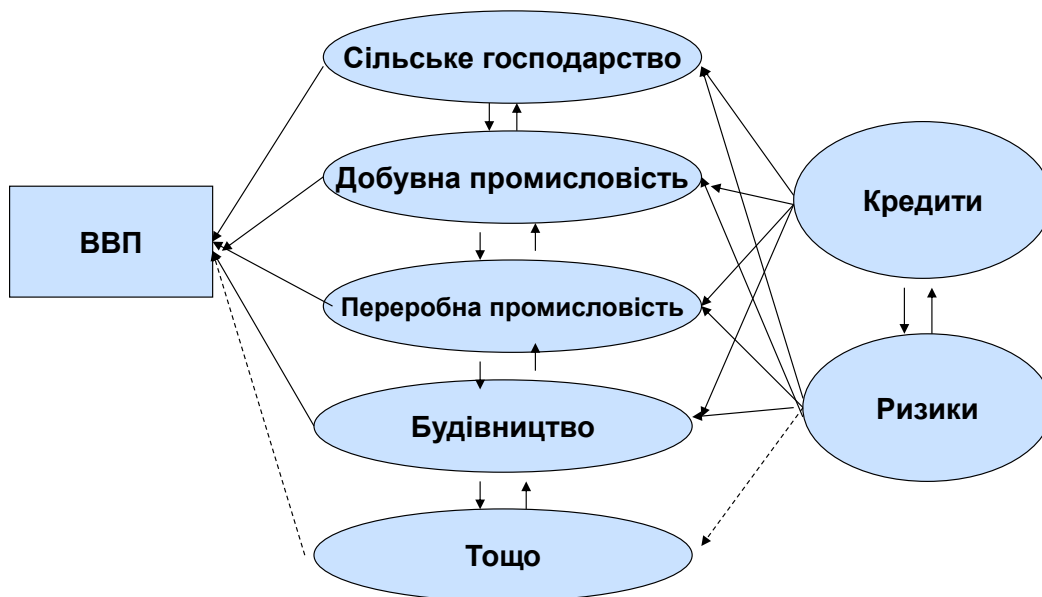 Сільське господарство
Добувна промисловість
Кредити
ВВП
Переробна промисловість
Ризики
Будівництво
Тощо